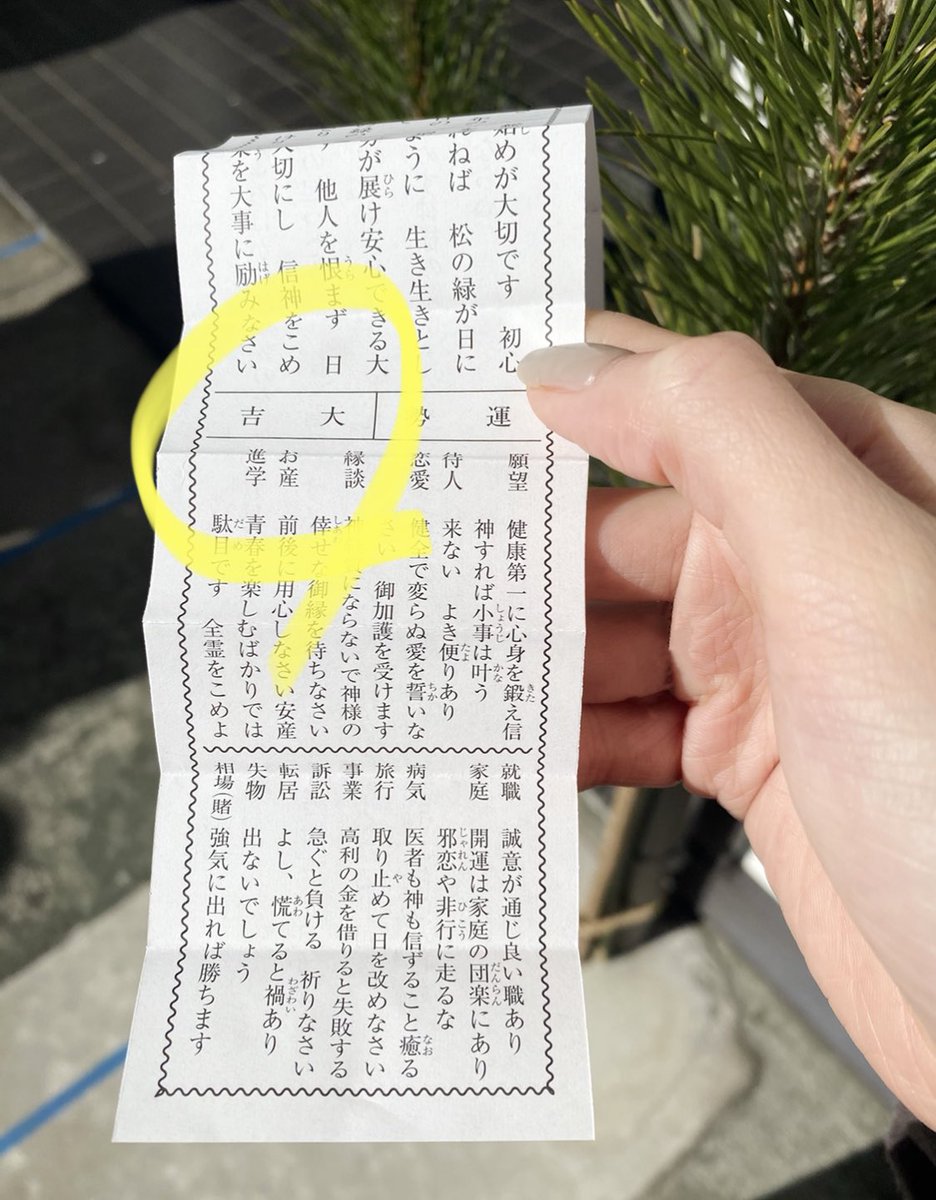 始めが大切です 初心
ねば 松の緑が日に
ように 生き生きとし
が展け安心できる大
他人を恨まず 日
大切にし 信神をこめ
を大事に励みなさい
運勢 大吉
願望 健康第一に心身を鍛え信
神すれば小事は叶う
待人 来ない よき便りあり
恋愛 健全で変らぬ愛を誓いな
さい 御加護を受けます
縁談 神経質にならないで神様の
倖せな御縁を待ちなさい
お産 前後に用心しなさい安産
進学 青春を楽しむばかりでは
駄目です 全霊をこめよ
就職 誠意が通じ良い職あり
家庭 開運は家庭の団楽にあり
邪恋や非行に走るな
病気 医者も神も信ずること癒る
旅行 取り止めて日を改めなさい
事業 高利の金を借りると失敗する
訴訟 急ぐと負ける 祈りなさい
転居 よし、慌てると禍あり
失物 出ないでしょう
相場(賭) 強気に出れば勝ちます